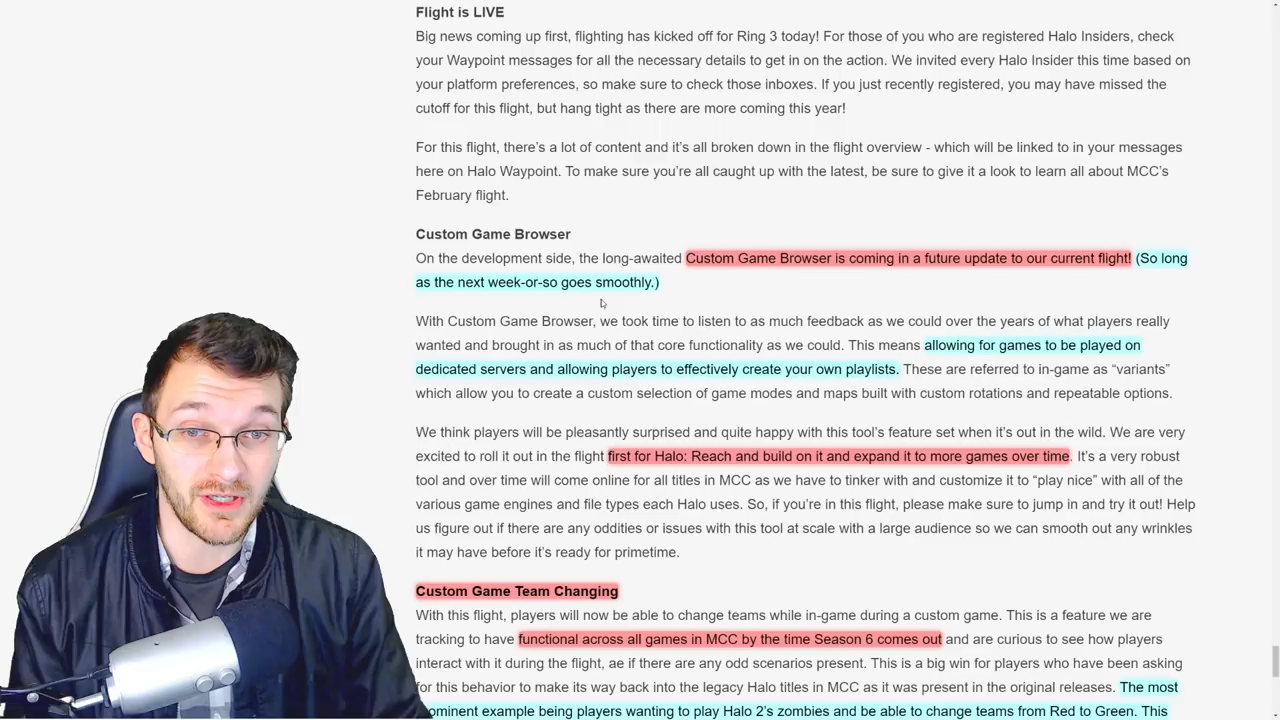 Flight is LIVE
Big news coming up first, flighting has kicked off for Ring 3 today! For those of you who are registered Halo Insiders, check
your Waypoint messages for all the necessary details to get in on the action. We invited every Halo Insider this time based on
your platform preferences, so make sure to check those inboxes. If you just recently registered, you may have missed the
cutoff for this flight, but hang tight as there are more coming this year!
For this flight, there's a lot of content and it's all broken down in the flight overview - which will be linked to in your messages
here on Halo Waypoint. To make sure you're all caught up with the latest, be sure to give it a look to learn all about MCC's
February flight.
Custom Game Browser
On the development side, the long-awaited Custom Game Browser is coming in a future update to our current flight! (So long
as the next week-or-so goes smoothly.)
With Custom Game Browser, we took time to listen to as much feedback as we could over the years of what players really
wanted and brought in as much of that core functionality as we could. This means allowing for games to be played on
dedicated servers and allowing players to effectively create your own playlists. These are referred to in-game as “variants”
which allow you to create a custom selection of game modes and maps built with custom rotations and repeatable options.
We think players will be pleasantly surprised and quite happy with this tool's feature set when it's out in the wild. We are very
excited to roll it out in the flight first for Halo: Reach and build on it and expand it to more games over time. It's a very robust
tool and over time will come online for all titles in MCC as we have to tinker with and customize it to “play nice” with all of the
various game engines and file types each Halo uses. So, if you're in this flight, please make sure to jump in and try it out! Help
us figure out if there are any oddities or issues with this tool at scale with a large audience so we can smooth out any wrinkles
it may have before it's ready for primetime.
Custom Game Team Changing
With this flight, players will now be able to change teams while in-game during a custom game. This is a feature we are
tracking to have functional across all games in MCC by the time Season 6 comes out and are curious to see how players
interact with it during the flight, ae if there are any odd scenarios present. This is a big win for players who have been asking
for this behavior to make its way back into the legacy Halo titles in MCC as it was present in the original releases. The most
ominent example being players wanting to play Halo 2's zombies and be able to change teams from Red to Green. This